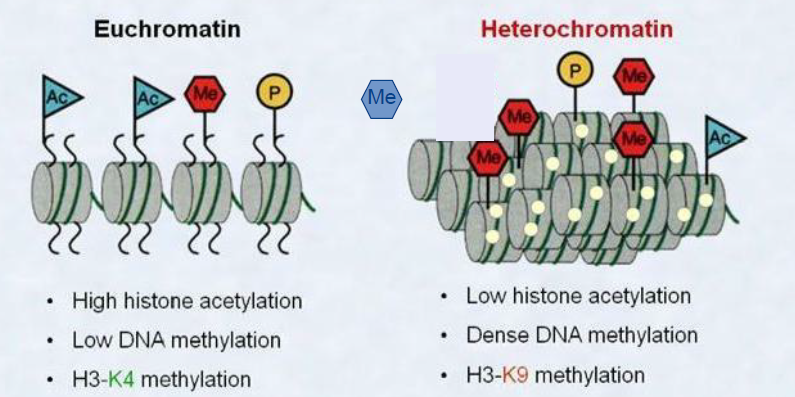 Euchromatin
Ac
Ac
Me
P
• High histone acetylation
• Low DNA methylation
• H3-K4 methylation
Me
Heterochromatin
P
Me
Me
Me
Me
Ac
• Low histone acetylation
• Dense DNA methylation
• H3-K9 methylation